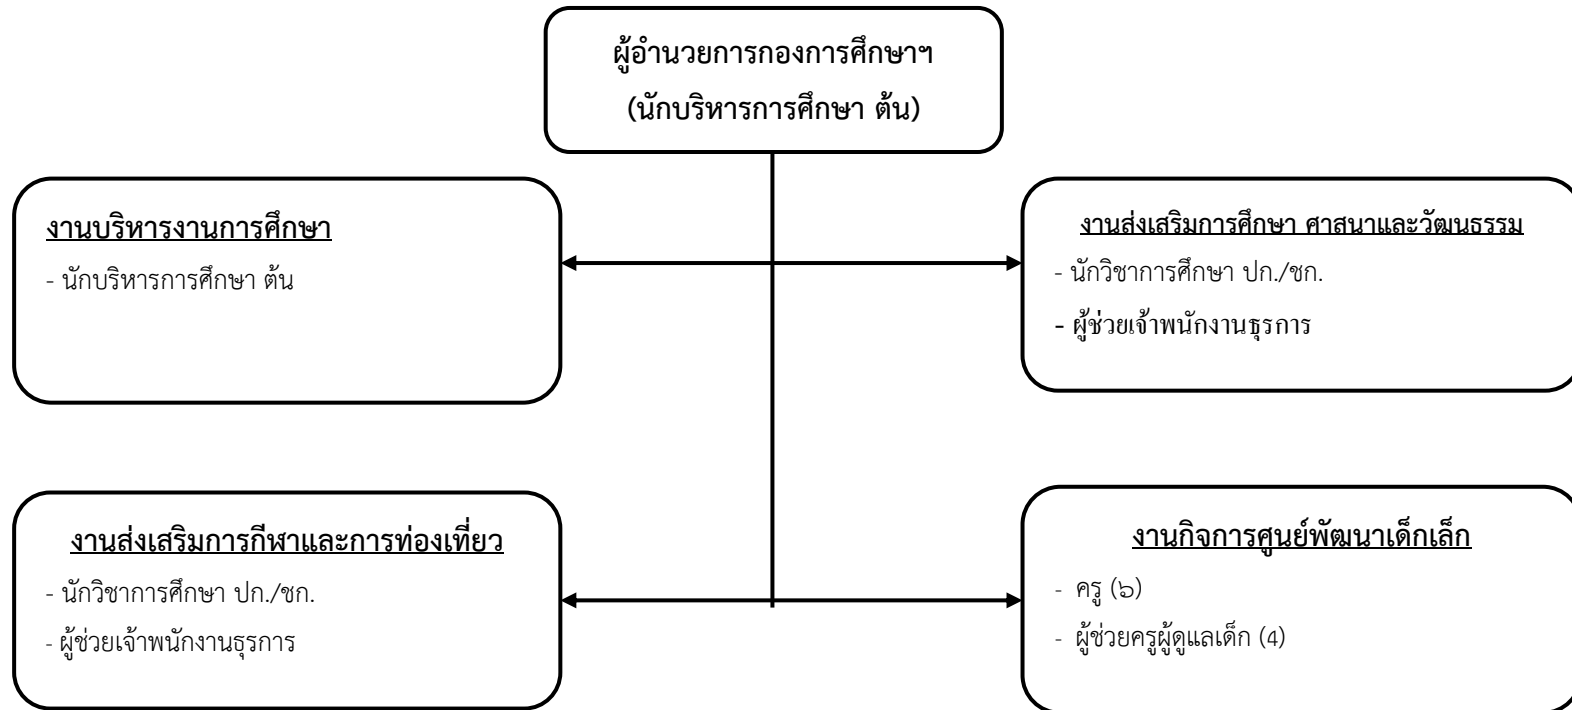 ผู้อำนวยการกองการศึกษาฯ
(นักบริหารการศึกษา ต้น)
งานบริหารงานการศึกษา
- นักบริหารการศึกษา ต้น
งานส่งเสริมการศึกษา ศาสนาและวัฒนธรรม
- นักวิชาการศึกษา ปก./ชก.
- ผู้ช่วยเจ้าพนักงานธุรการ
งานส่งเสริมการกีฬาและการท่องเที่ยว
- นักวิชาการศึกษา ปก./ชก.
- ผู้ช่วยเจ้าพนักงานธุรการ
งานกิจการศูนย์พัฒนาเด็กเล็ก
- ครู (๖)
- ผู้ช่วยครูผู้ดูแลเด็ก (4)